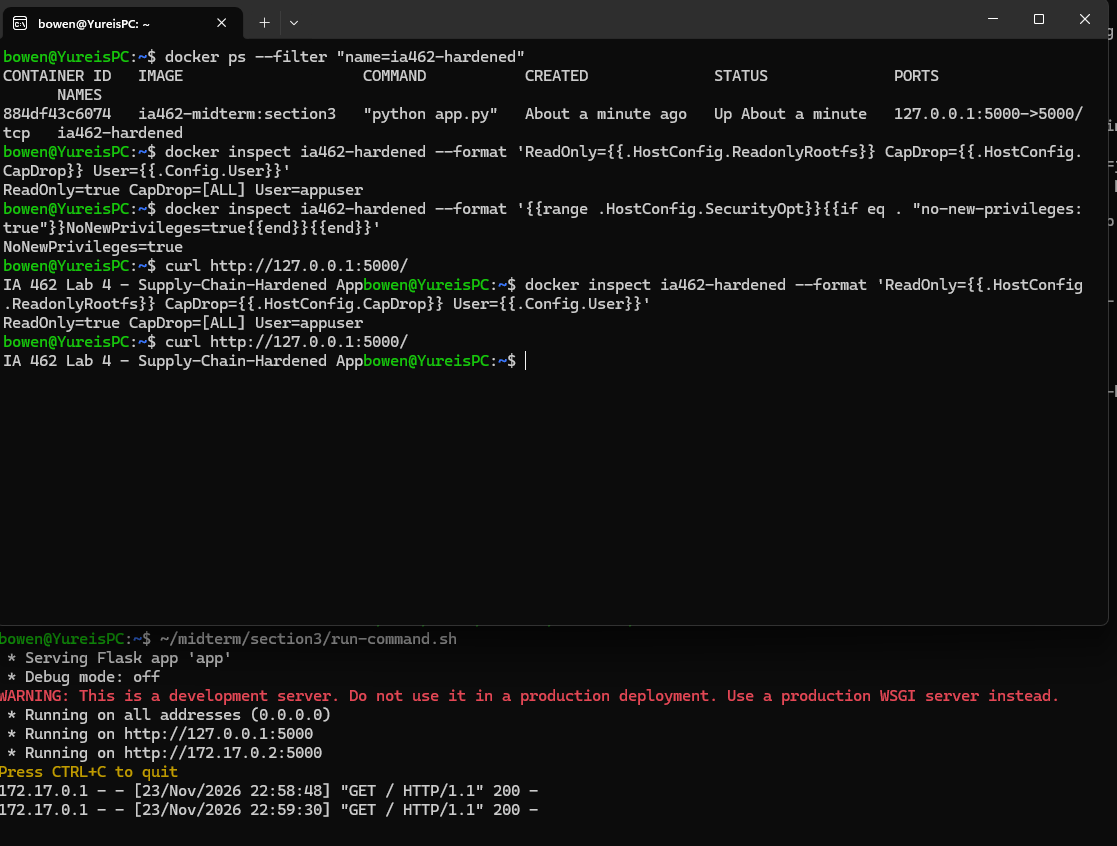 bowen@YureisPC: ~
bowen@YureisPC:~$ docker ps --filter "name=ia462-hardened"
CONTAINER ID   IMAGE                    COMMAND           CREATED              STATUS              PORTS
      NAMES
884df43c6074   ia462-midterm:section3   "python app.py"   About a minute ago   Up About a minute   127.0.0.1:5000->5000/
tcp   ia462-hardened
bowen@YureisPC:~$ docker inspect ia462-hardened --format 'ReadOnly={{.HostConfig.ReadonlyRootfs}} CapDrop={{.HostConfig.
CapDrop}} User={{.Config.User}}'
ReadOnly=true CapDrop=[ALL] User=appuser
bowen@YureisPC:~$ docker inspect ia462-hardened --format '{{range .HostConfig.SecurityOpt}}{{if eq . "no-new-privileges:
true"}}NoNewPrivileges=true{{end}}{{end}}'
NoNewPrivileges=true
bowen@YureisPC:~$ curl http://127.0.0.1:5000/
IA 462 Lab 4 - Supply-Chain-Hardened Appbowen@YureisPC:~$ docker inspect ia462-hardened --format 'ReadOnly={{.HostConfig
.ReadonlyRootfs}} CapDrop={{.HostConfig.CapDrop}} User={{.Config.User}}'
ReadOnly=true CapDrop=[ALL] User=appuser
bowen@YureisPC:~$ curl http://127.0.0.1:5000/
IA 462 Lab 4 - Supply-Chain-Hardened Appbowen@YureisPC:~$
bowen@YureisPC:~$ ~/midterm/section3/run-command.sh
 * Serving Flask app 'app'
 * Debug mode: off
WARNING: This is a development server. Do not use it in a production deployment. Use a production WSGI server instead.
 * Running on all addresses (0.0.0.0)
 * Running on http://127.0.0.1:5000
 * Running on http://172.17.0.2:5000
Press CTRL+C to quit
172.17.0.1 - - [23/Nov/2026 22:58:48] "GET / HTTP/1.1" 200 -
172.17.0.1 - - [23/Nov/2026 22:59:30] "GET / HTTP/1.1" 200 -